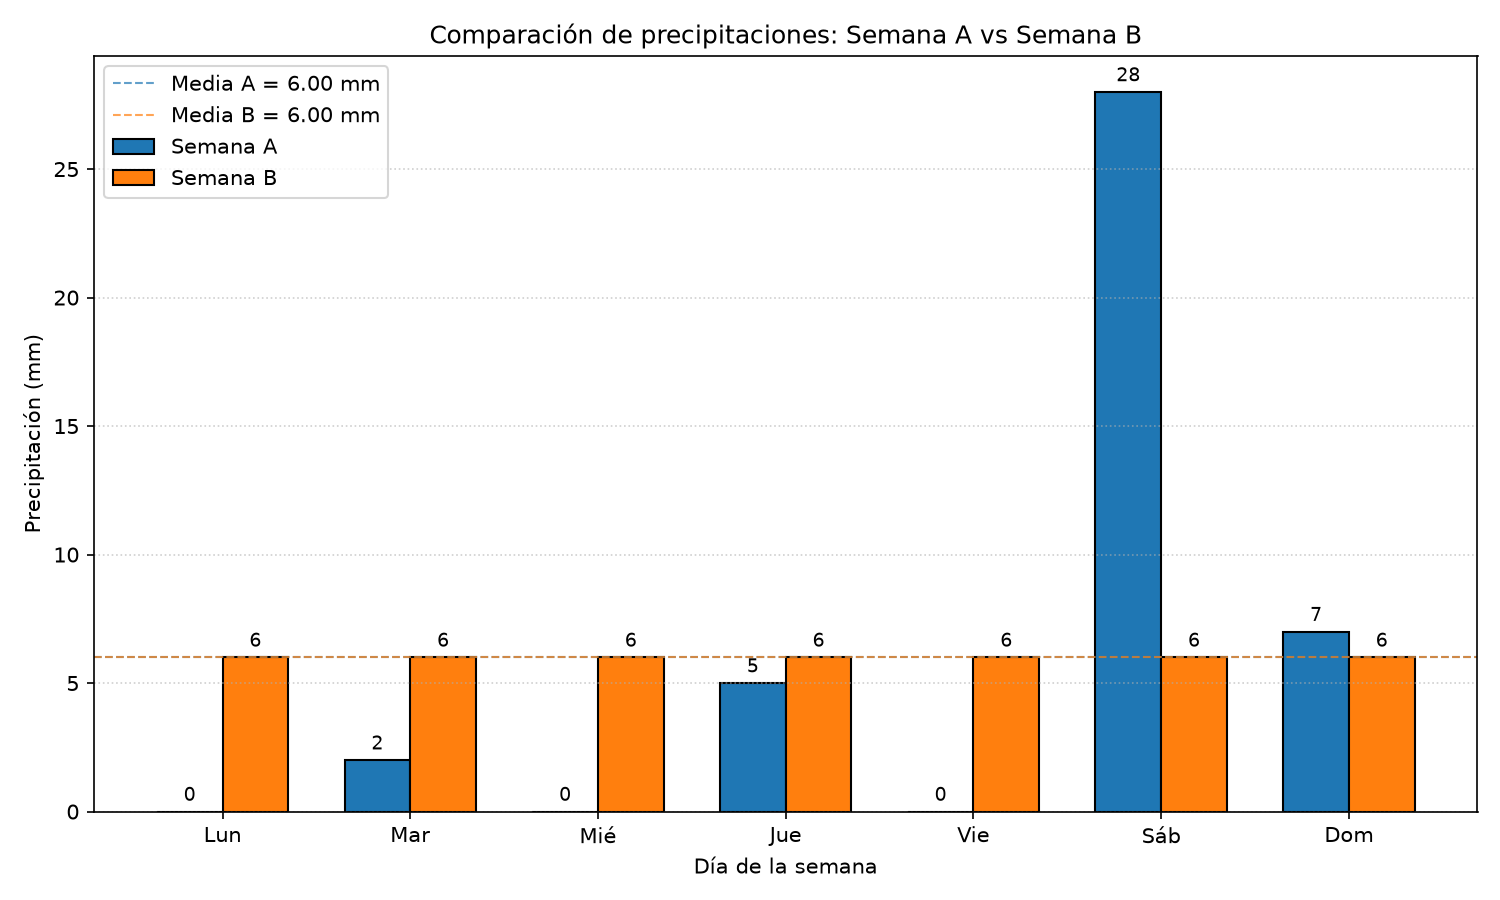 Comparación de precipitaciones: Semana A vs Semana B
Media A = 6.00 mm
Media B = 6.00 mm
Semana A
Semana B
Precipitación (mm)
25
20
15
10
5
0
28
7
6 6 6 6 6 6 6
5
2
0 0 0
Lun Mar Mié Jue Vie Sáb Dom
Día de la semana